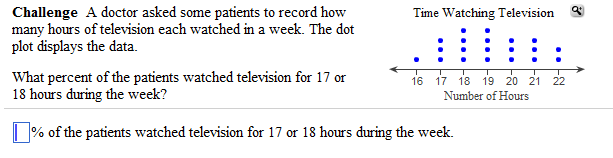 Challenge A doctor asked some patients to record how
many hours of television each watched in a week. The dot
plot displays the data.
What percent of the patients watched television for 17 or
18 hours during the week?
Time Watching Television
16 17 18 19 20 21 22
Number of Hours
% of the patients watched television for 17 or 18 hours during the week.